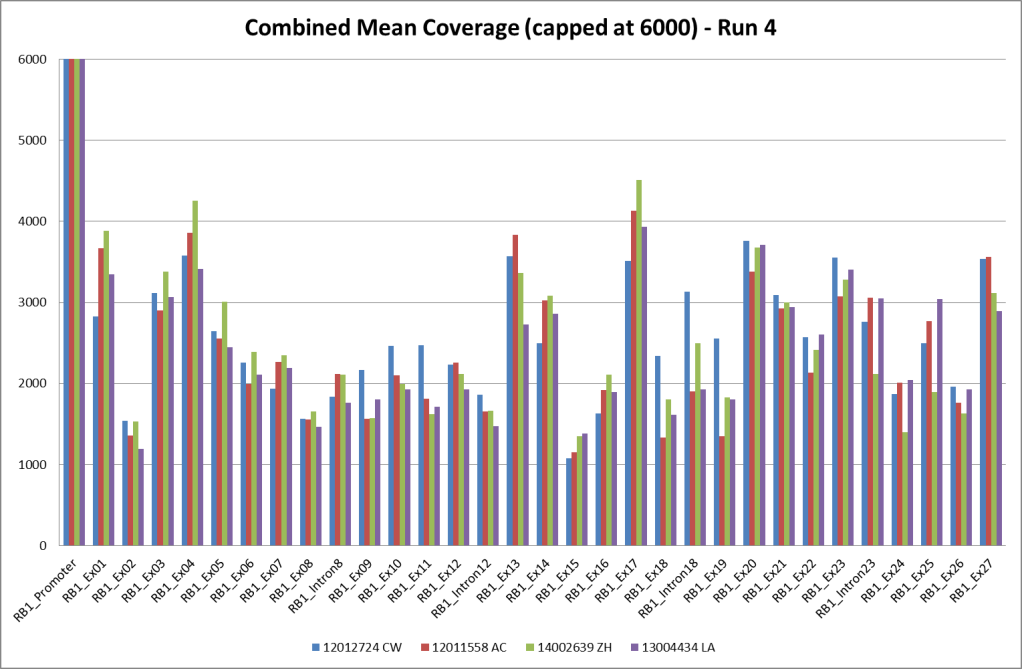 Combined Mean Coverage (capped at 6000) - Run 4
6000
5000
4000
3000
2000
1000
0
RB1_Promoter
RB1_Ex01
RB1_Ex02
RB1_Ex03
RB1_Ex04
RB1_Ex05
RB1_Ex06
RB1_Ex07
RB1_Ex08
RB1_Intron8
RB1_Ex09
RB1_Ex10
RB1_Ex11
RB1_Ex12
RB1_Intron12
RB1_Ex13
RB1_Ex14
RB1_Ex15
RB1_Ex16
RB1_Ex17
RB1_Ex18
RB1_Intron18
RB1_Ex19
RB1_Ex20
RB1_Ex21
RB1_Ex22
RB1_Ex23
RB1_Intron23
RB1_Ex24
RB1_Ex25
RB1_Ex26
RB1_Ex27
12012724 CW 12011558 AC 14002639 ZH 13004434 LA